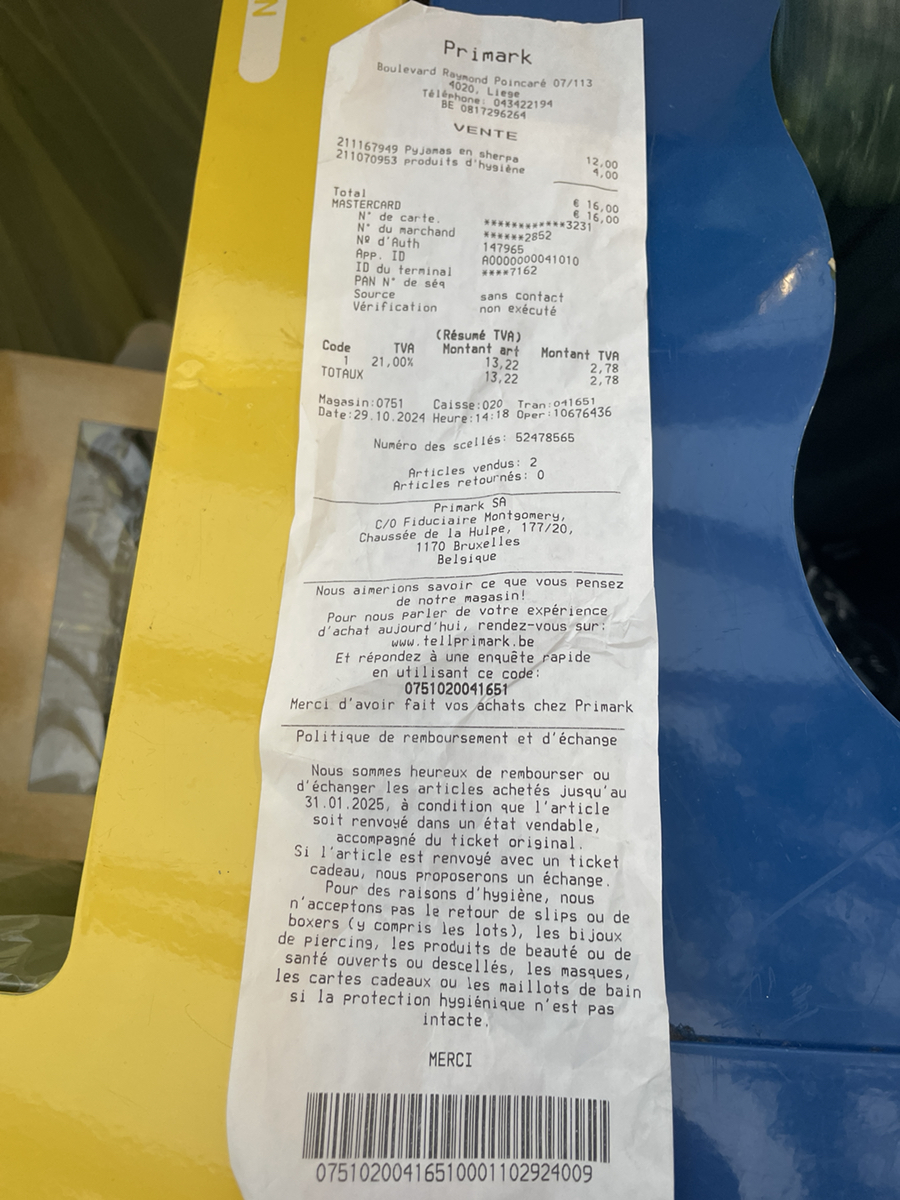 N
Primark
Boulevard Raymond Poincaré 07/113
4020, Liege
Téléphone: 043422194
BE 0817296264
VENTE
211167949 Pyjamas en sherpa 12,00
211070953 produits d'hygiène 4,00
Total € 16,00
MASTERCARD € 16,00
N° de carte. ************3231
N° du marchand ******2852
Nº d'Auth 147965
App. ID A0000000041010
ID du terminal ****7162
PAN N° de séq
Source sans contact
Vérification non exécuté
(Résumé TVA)
Code TVA Montant art Montant TVA
1 21,00% 13,22 2,78
TOTAUX 13,22 2,78
Magasin:0751 Caisse:020 Tran:041651
Date:29.10.2024 Heure:14:18 Oper:10676436
Numéro des scellés: 52478565
Articles vendus: 2
Articles retournés: 0
Primark SA
C/O Fiduciaire Montgomery,
Chaussée de la Hulpe, 177/20,
1170 Bruxelles
Belgique
Nous aimerions savoir ce que vous pensez
de notre magasin!
Pour nous parler de votre expérience
d'achat aujourd'hui, rendez-vous sur:
www.tellprimark.be
Et répondez à une enquête rapide
en utilisant ce code:
0751020041651
Merci d'avoir fait vos achats chez Primark
Politique de remboursement et d'échange
Nous sommes heureux de rembourser ou
d'échanger les articles achetés jusqu'au
31.01.2025, à condition que l'article
soit renvoyé dans un état vendable,
accompagné du ticket original.
Si l'article est renvoyé avec un ticket
cadeau, nous proposerons un échange.
Pour des raisons d'hygiène, nous
n'acceptons pas le retour de slips ou de
boxers (y compris les lots), les bijoux
de piercing, les produits de beauté ou de
santé ouverts ou descellés, les masques,
les cartes cadeaux ou les maillots de bain
si la protection hygiénique n'est pas
intacte.
MERCI
07510200416510001102924009